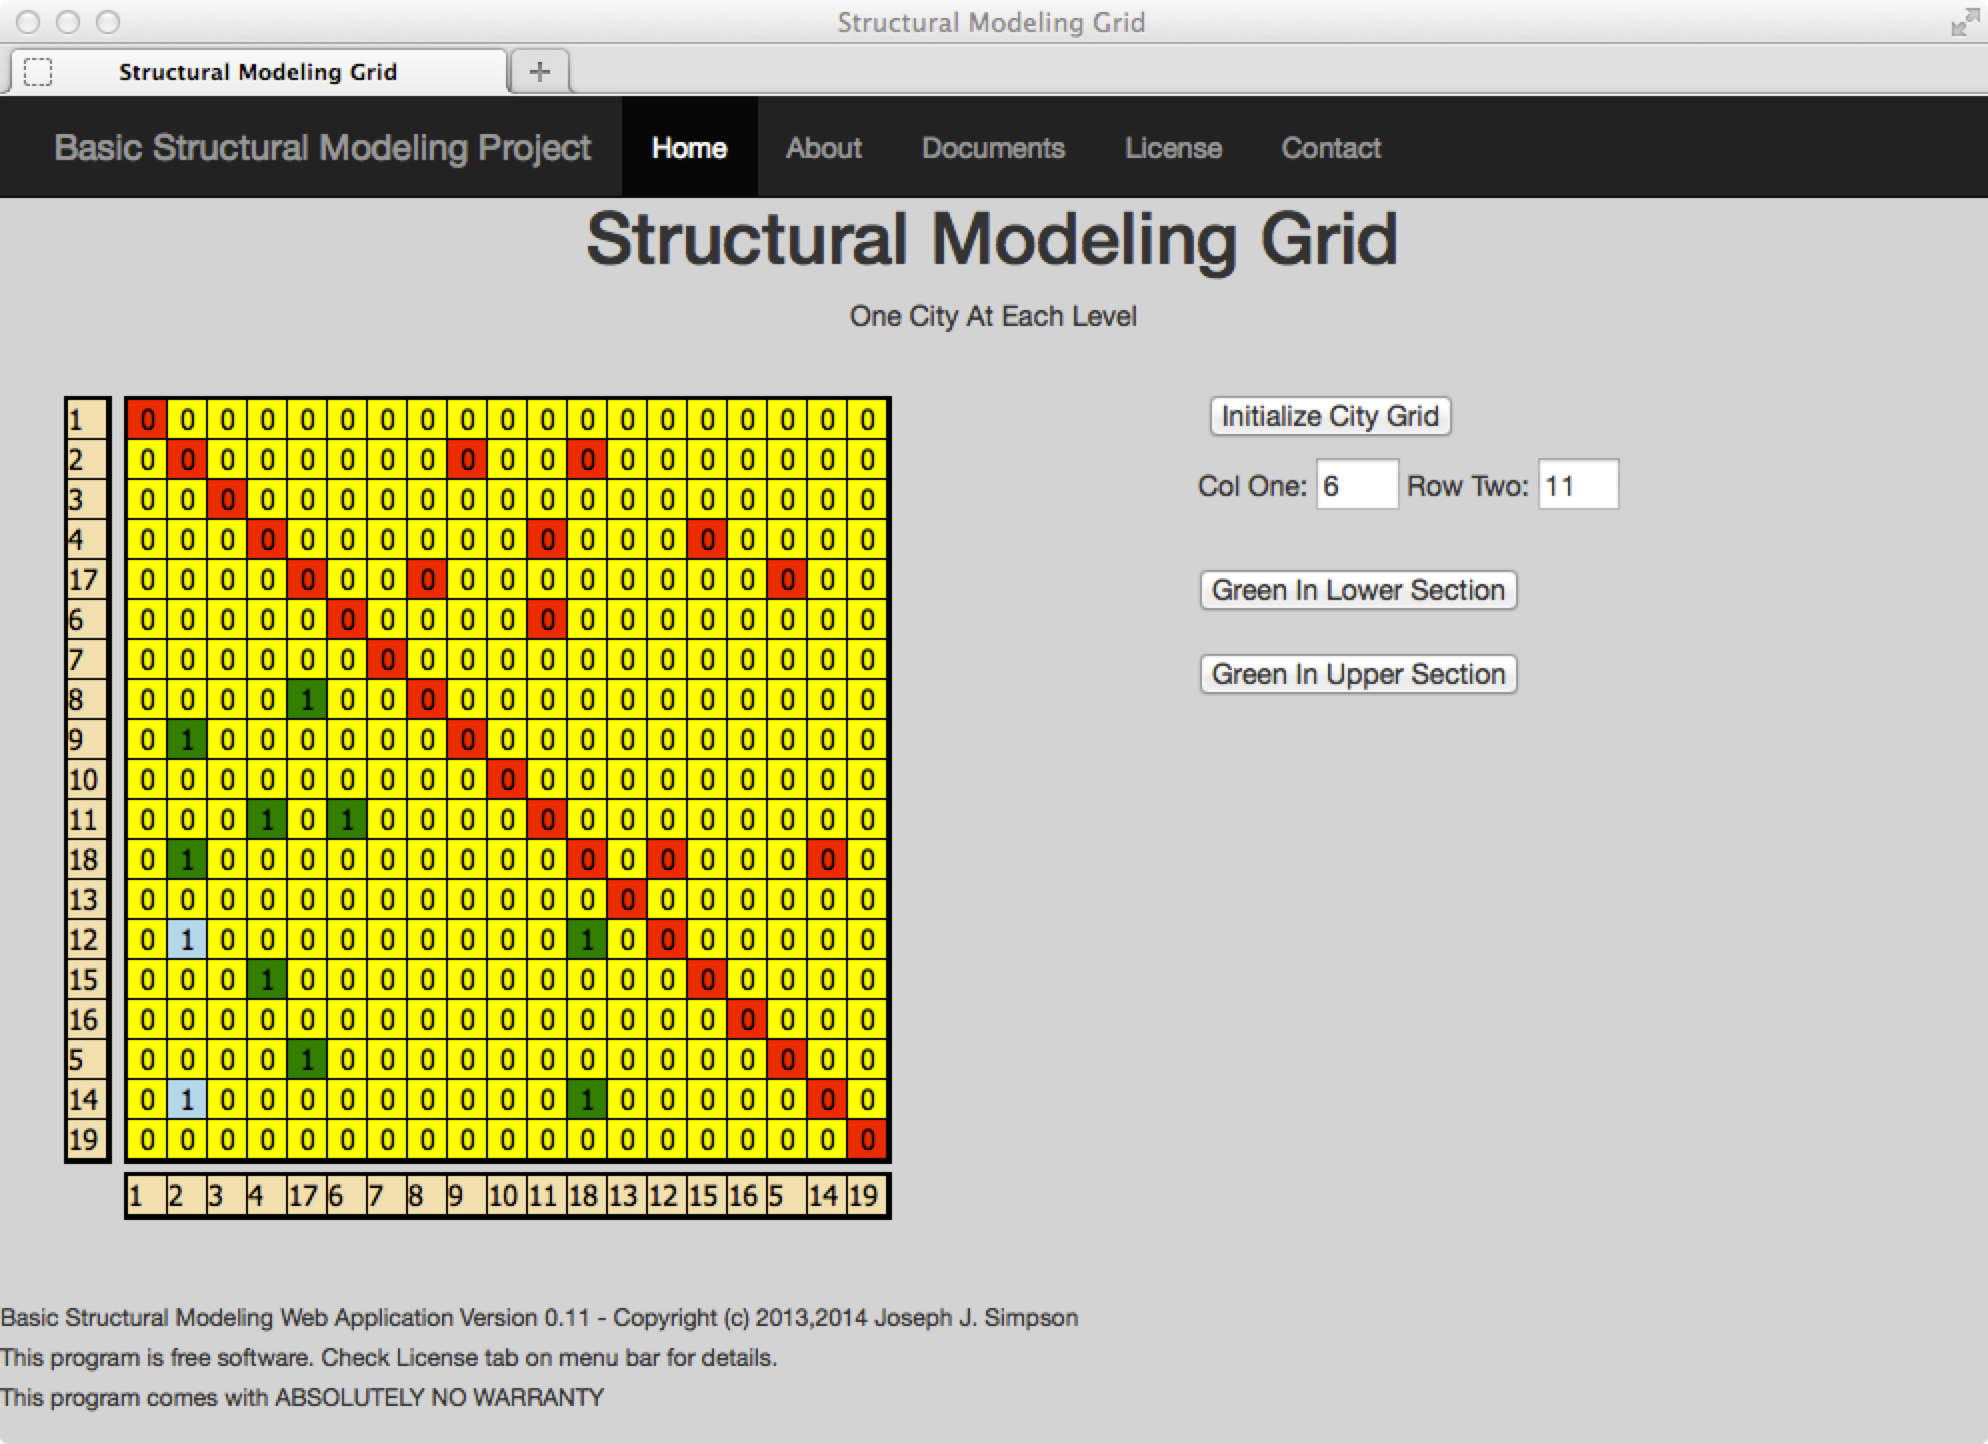 Structural Modeling Grid
Structural Modeling Grid
Basic Structural Modeling Project Home About Documents License Contact
Structural Modeling Grid
One City At Each Level
1 0 0 0 0 0 0 0 0 0 0 0 0 0 0 0 0 0 0 0
2 0 0 0 0 0 0 0 0 0 0 0 0 0 0 0 0 0 0 0
3 0 0 0 0 0 0 0 0 0 0 0 0 0 0 0 0 0 0 0
4 0 0 0 0 0 0 0 0 0 0 0 0 0 0 0 0 0 0 0
17 0 0 0 0 0 0 0 0 0 0 0 0 0 0 0 0 0 0 0
6 0 0 0 0 0 0 0 0 0 0 0 0 0 0 0 0 0 0 0
7 0 0 0 0 0 0 0 0 0 0 0 0 0 0 0 0 0 0 0
8 0 0 0 0 1 0 0 0 0 0 0 0 0 0 0 0 0 0 0
9 0 1 0 0 0 0 0 0 0 0 0 0 0 0 0 0 0 0 0
10 0 0 0 0 0 0 0 0 0 0 0 0 0 0 0 0 0 0 0
11 0 0 0 1 0 1 0 0 0 0 0 0 0 0 0 0 0 0 0
18 0 1 0 0 0 0 0 0 0 0 0 0 0 0 0 0 0 0 0
13 0 0 0 0 0 0 0 0 0 0 0 0 0 0 0 0 0 0 0
12 0 1 0 0 0 0 0 0 0 0 0 1 0 0 0 0 0 0 0
15 0 0 0 1 0 0 0 0 0 0 0 0 0 0 0 0 0 0 0
16 0 0 0 0 0 0 0 0 0 0 0 0 0 0 0 0 0 0 0
5 0 0 0 0 1 0 0 0 0 0 0 0 0 0 0 0 0 0 0
14 0 1 0 0 0 0 0 0 0 0 0 1 0 0 0 0 0 0 0
19 0 0 0 0 0 0 0 0 0 0 0 0 0 0 0 0 0 0 0
1 2 3 4 17 6 7 8 9 10 11 18 13 12 15 16 5 14 19
Initialize City Grid
Col One: 6 Row Two: 11
Green In Lower Section
Green In Upper Section
Basic Structural Modeling Web Application Version 0.11 - Copyright (c) 2013,2014 Joseph J. Simpson
This program is free software. Check License tab on menu bar for details.
This program comes with ABSOLUTELY NO WARRANTY